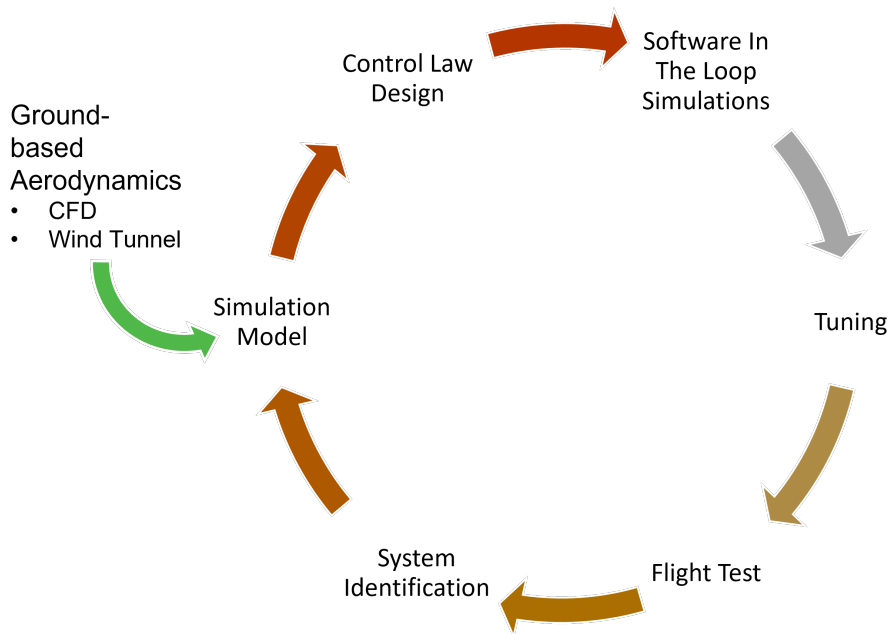 Control Law
Design
Software In
The Loop
Simulations
Ground-
based
Aerodynamics
• CFD
• Wind Tunnel
Simulation
Model
Tuning
System
Identification
Flight Test